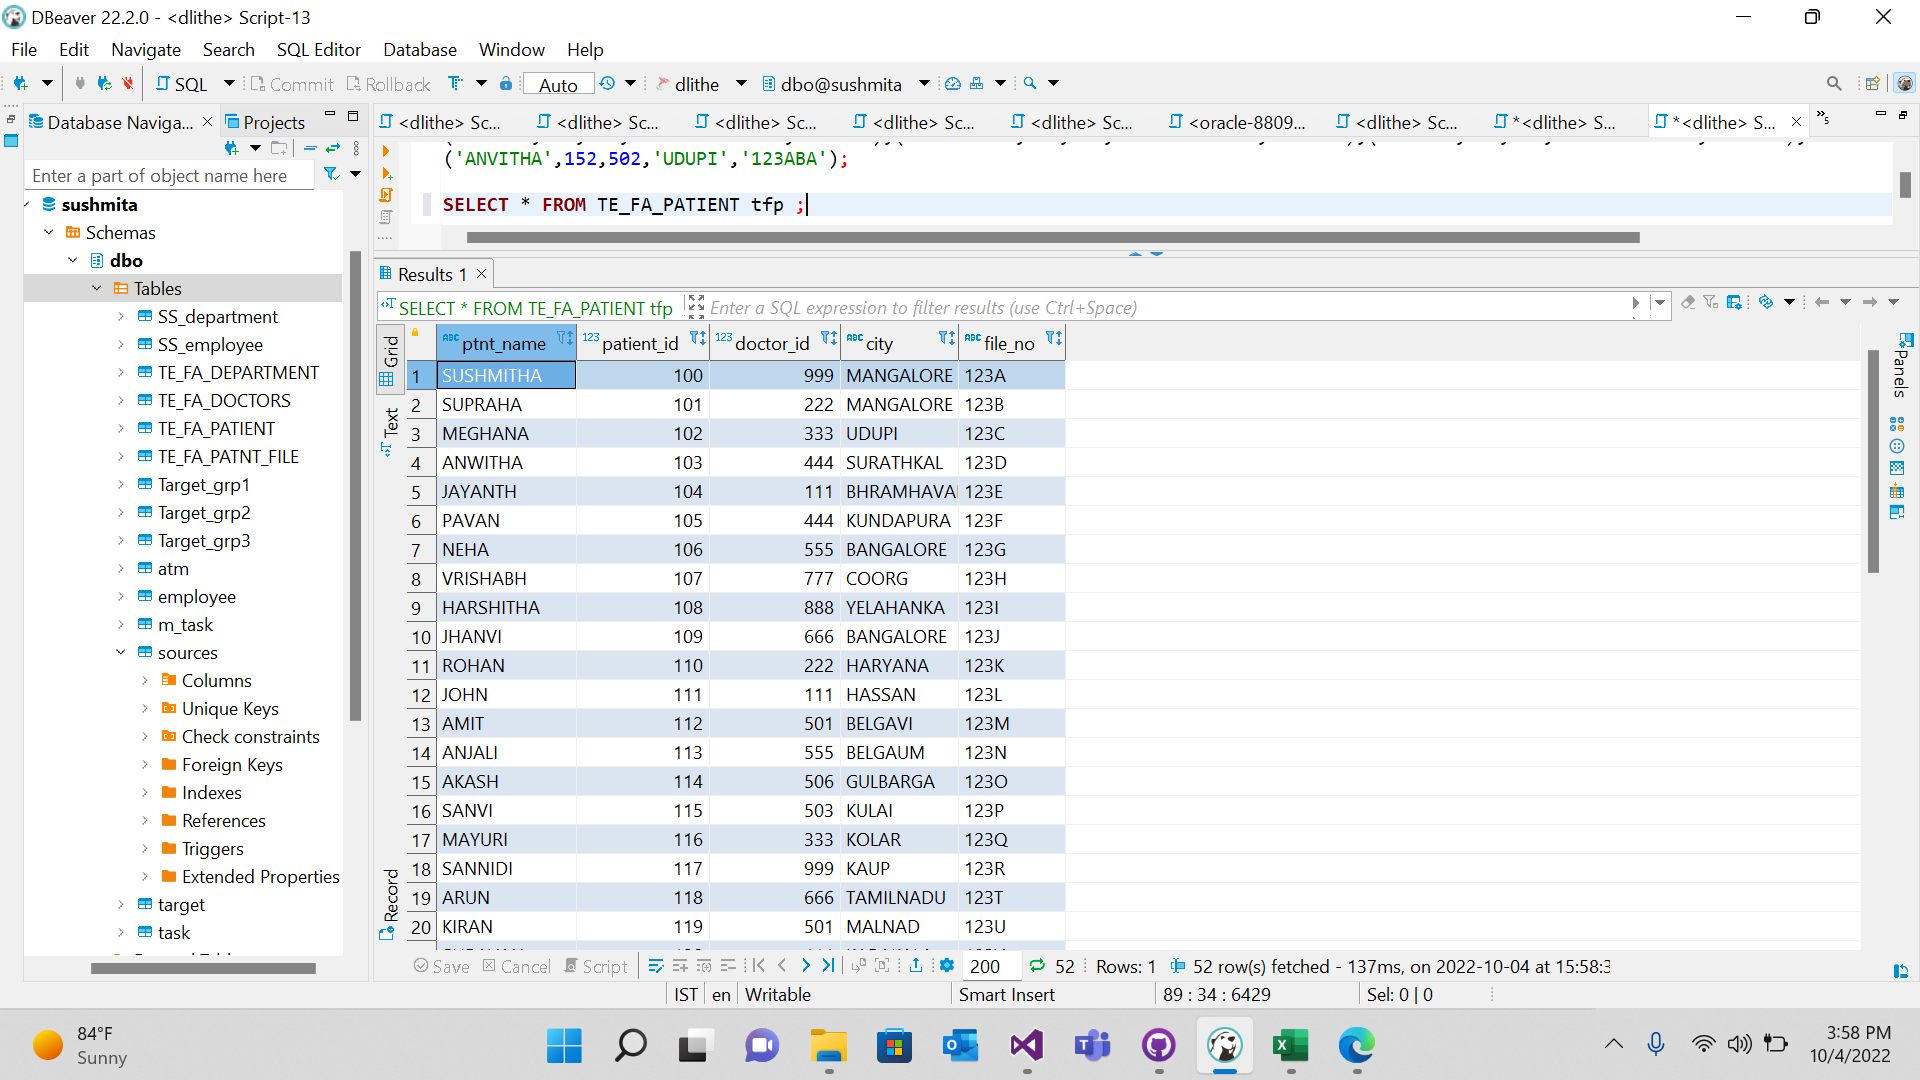 DBeaver 22.2.0 - <dlithe> Script-13
File Edit Navigate Search SQL Editor Database Window Help
SQL Commit Rollback Auto dlithe dbo@sushmita
Database Naviga... Projects <dlithe> Sc... <dlithe> Sc... <dlithe> Sc... <dlithe> Sc... <dlithe> Sc... <oracle-8809... <dlithe> Sc... *<dlithe> S... *<dlithe> S... »5
Enter a part of object name here
sushmita
Schemas
dbo
Tables
SS_department
SS_employee
TE_FA_DEPARTMENT
TE_FA_DOCTORS
TE_FA_PATIENT
TE_FA_PATNT_FILE
Target_grp1
Target_grp2
Target_grp3
atm
employee
m_task
sources
Columns
Unique Keys
Check constraints
Foreign Keys
Indexes
References
Triggers
Extended Properties
target
task
('ANVITHA',152,502,'UDUPI','123ABA');
SELECT * FROM TE_FA_PATIENT tfp ;
Results 1
SELECT * FROM TE_FA_PATIENT tfp Enter a SQL expression to filter results (use Ctrl+Space)
Grid
Text
Record
Panels
ABC ptnt_name 123 patient_id 123 doctor_id ABC city ABC file_no
1 SUSHMITHA 100 999 MANGALORE 123A
2 SUPRAHA 101 222 MANGALORE 123B
3 MEGHANA 102 333 UDUPI 123C
4 ANWITHA 103 444 SURATHKAL 123D
5 JAYANTH 104 111 BHRAMHAVA 123E
6 PAVAN 105 444 KUNDAPURA 123F
7 NEHA 106 555 BANGALORE 123G
8 VRISHABH 107 777 COORG 123H
9 HARSHITHA 108 888 YELAHANKA 123I
10 JHANVI 109 666 BANGALORE 123J
11 ROHAN 110 222 HARYANA 123K
12 JOHN 111 111 HASSAN 123L
13 AMIT 112 501 BELGAVI 123M
14 ANJALI 113 555 BELGAUM 123N
15 AKASH 114 506 GULBARGA 123O
16 SANVI 115 503 KULAI 123P
17 MAYURI 116 333 KOLAR 123Q
18 SANNIDI 117 999 KAUP 123R
19 ARUN 118 666 TAMILNADU 123T
20 KIRAN 119 501 MALNAD 123U
Save Cancel Script 200 52 Rows: 1 52 row(s) fetched - 137ms, on 2022-10-04 at 15:58:3
IST en Writable Smart Insert 89 : 34 : 6429 Sel: 0 | 0
84°F
Sunny
3:58 PM
10/4/2022